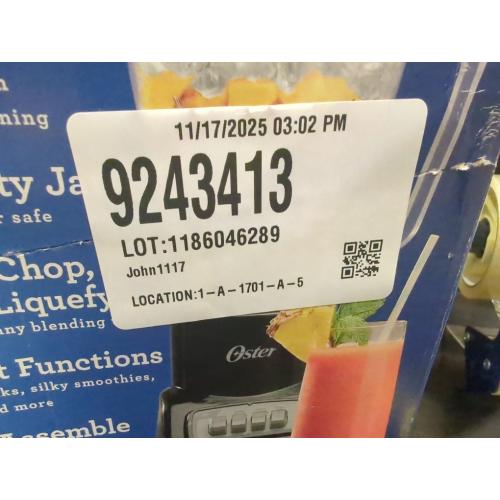 ning
ty Ja
r safe
Chop,
Liquefy
any blending
t Functions
ks, silky smoothies,
d more
Assemble
11/17/2025 03:02 PM
9243413
LOT:1186046289
John1117
LOCATION:1-A-1701-A-5
Oster